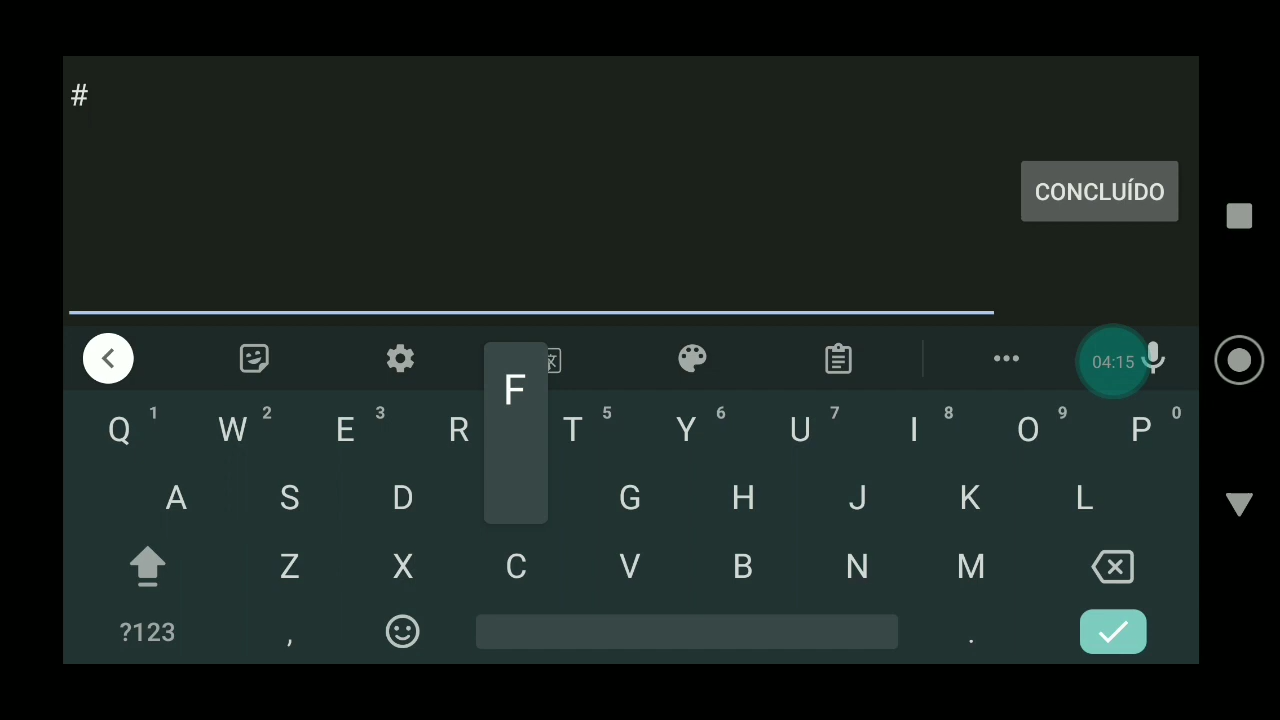 #
CONCLUÍDO
F
04:15
Q 1 W 2 E 3 R T 5 Y 6 U 7 I 8 O 9 P 0
A S D G H J K L
Z X C V B N M
?123 , .